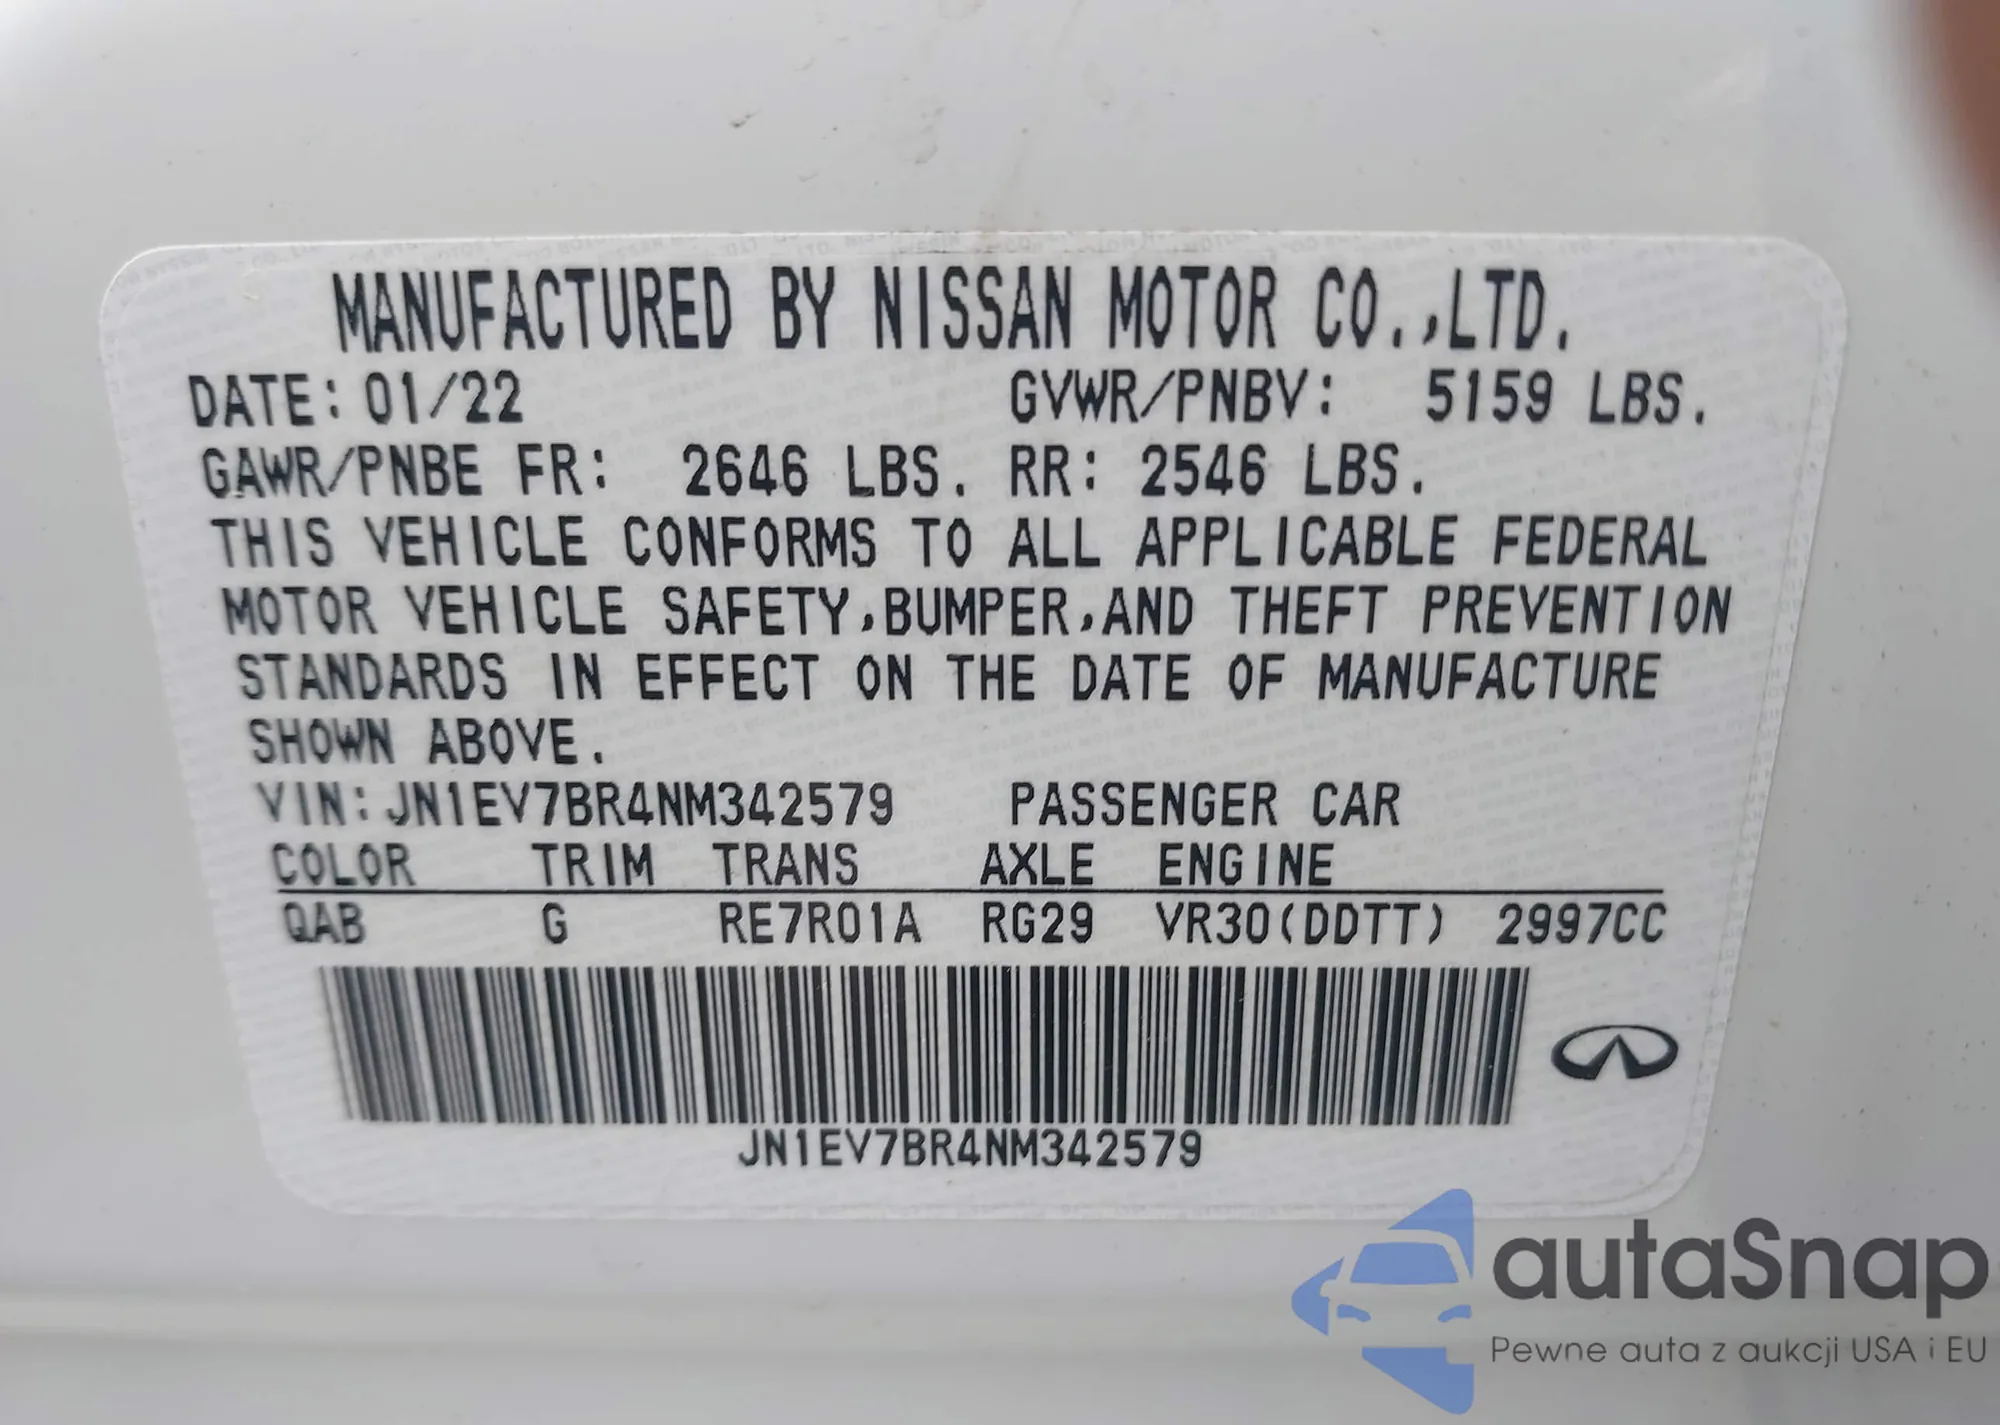 MANUFACTURED BY NISSAN MOTOR CO.,LTD.
DATE: 01/22 GVWR/PNBV: 5159 LBS.
GAWR/PNBE FR: 2646 LBS. RR: 2546 LBS.
THIS VEHICLE CONFORMS TO ALL APPLICABLE FEDERAL
MOTOR VEHICLE SAFETY,BUMPER,AND THEFT PREVENTION
STANDARDS IN EFFECT ON THE DATE OF MANUFACTURE
SHOWN ABOVE.
VIN:JN1EV7BR4NM342579 PASSENGER CAR
COLOR TRIM TRANS AXLE ENGINE
QAB G RE7R01A RG29 VR30(DDTT) 2997CC
JN1EV7BR4NM342579
autaSnap
Pewne auta z aukcji USA i EU